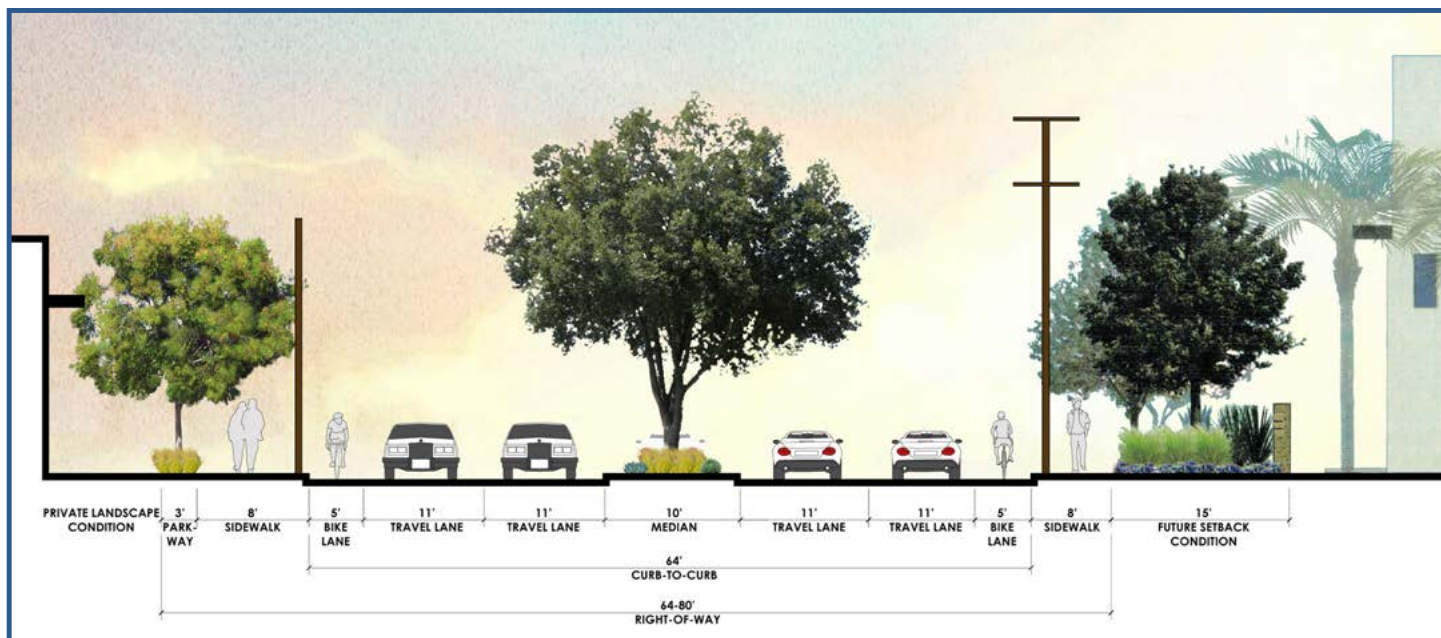 PRIVATE LANDSCAPE
CONDITION
3'
PARK-
WAY
8'
SIDEWALK
5'
BIKE
LANE
11'
TRAVEL LANE
11'
TRAVEL LANE
10'
MEDIAN
11'
TRAVEL LANE
11'
TRAVEL LANE
5'
BIKE
LANE
8'
SIDEWALK
15'
FUTURE SETBACK
CONDITION
64'
CURB-TO-CURB
64-80'
RIGHT-OF-WAY